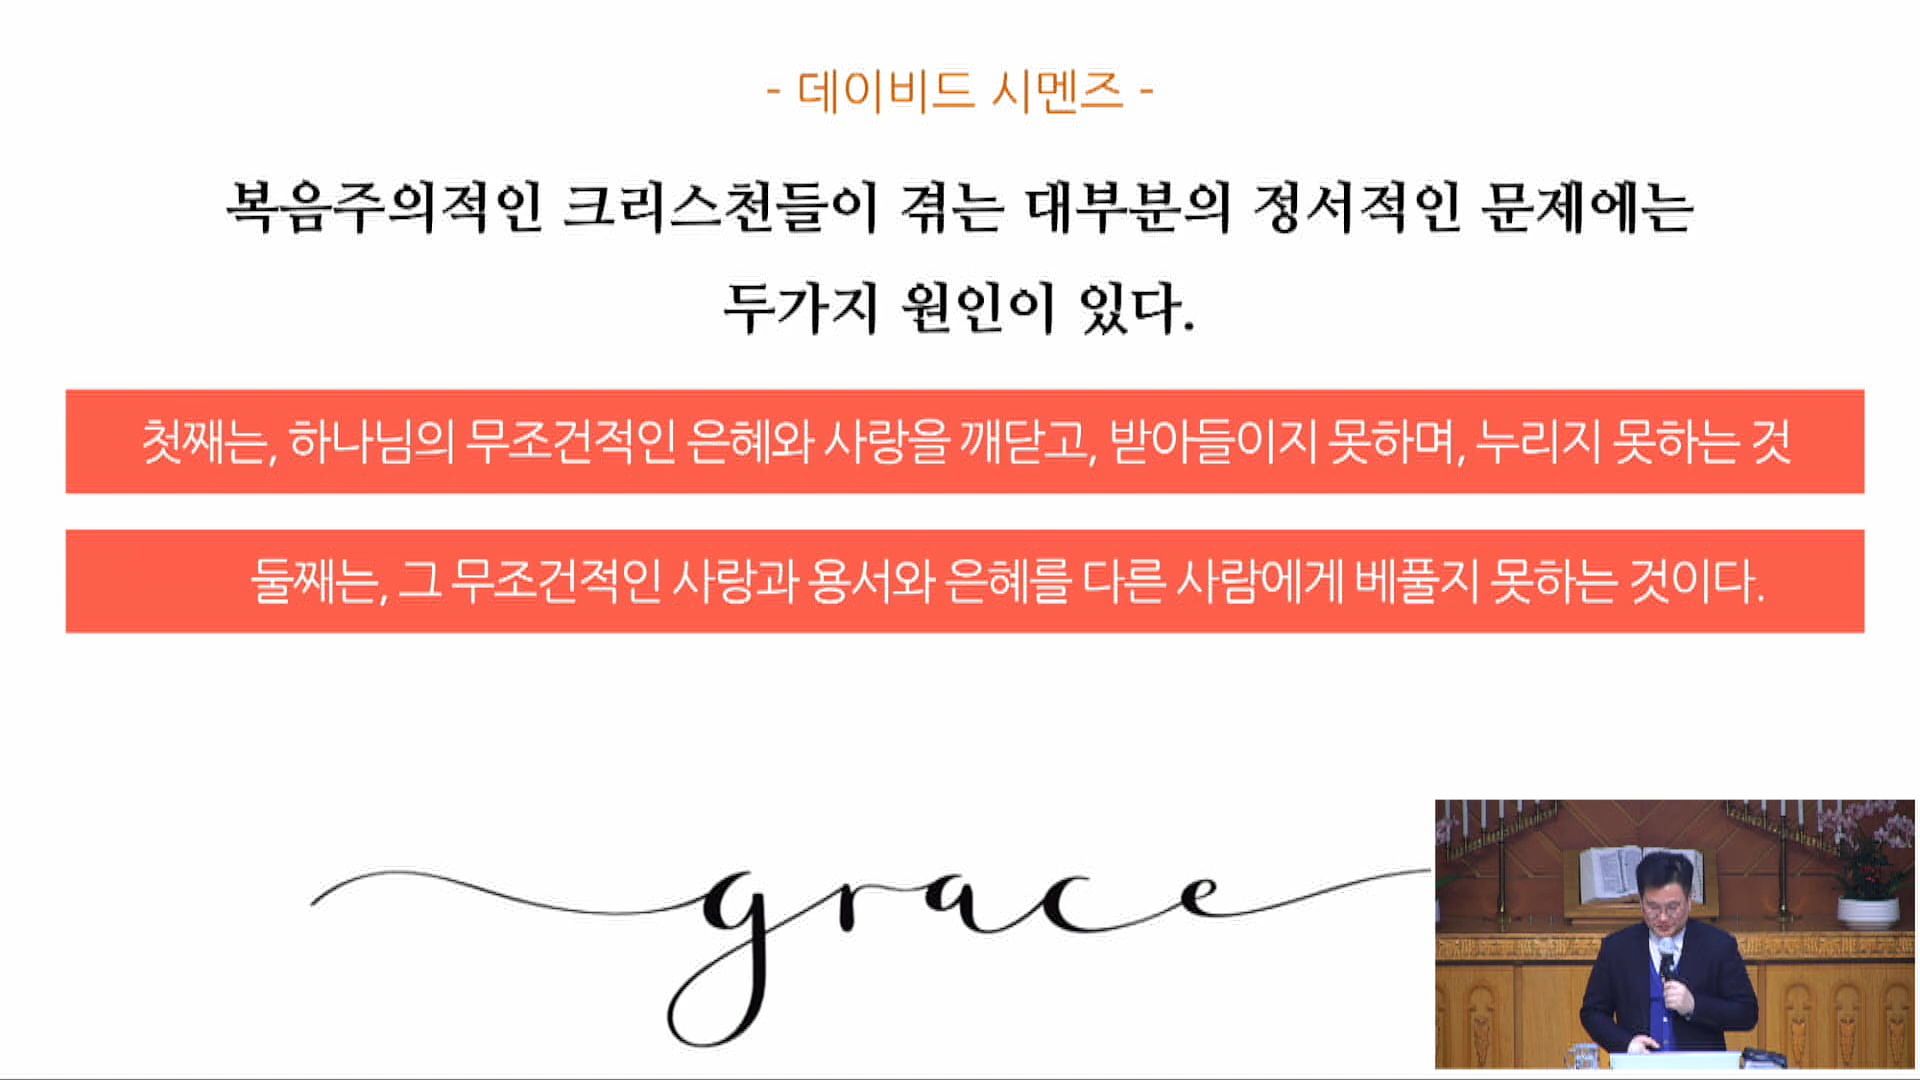 - 데이비드 시멘즈 -
복음주의적인 크리스천들이 겪는 대부분의 정서적인 문제에는
두가지 원인이 있다.
첫째는, 하나님의 무조건적인 은혜와 사랑을 깨닫고, 받아들이지 못하며, 누리지 못하는 것
둘째는, 그 무조건적인 사랑과 용서와 은혜를 다른 사람에게 베풀지 못하는 것이다.
grace